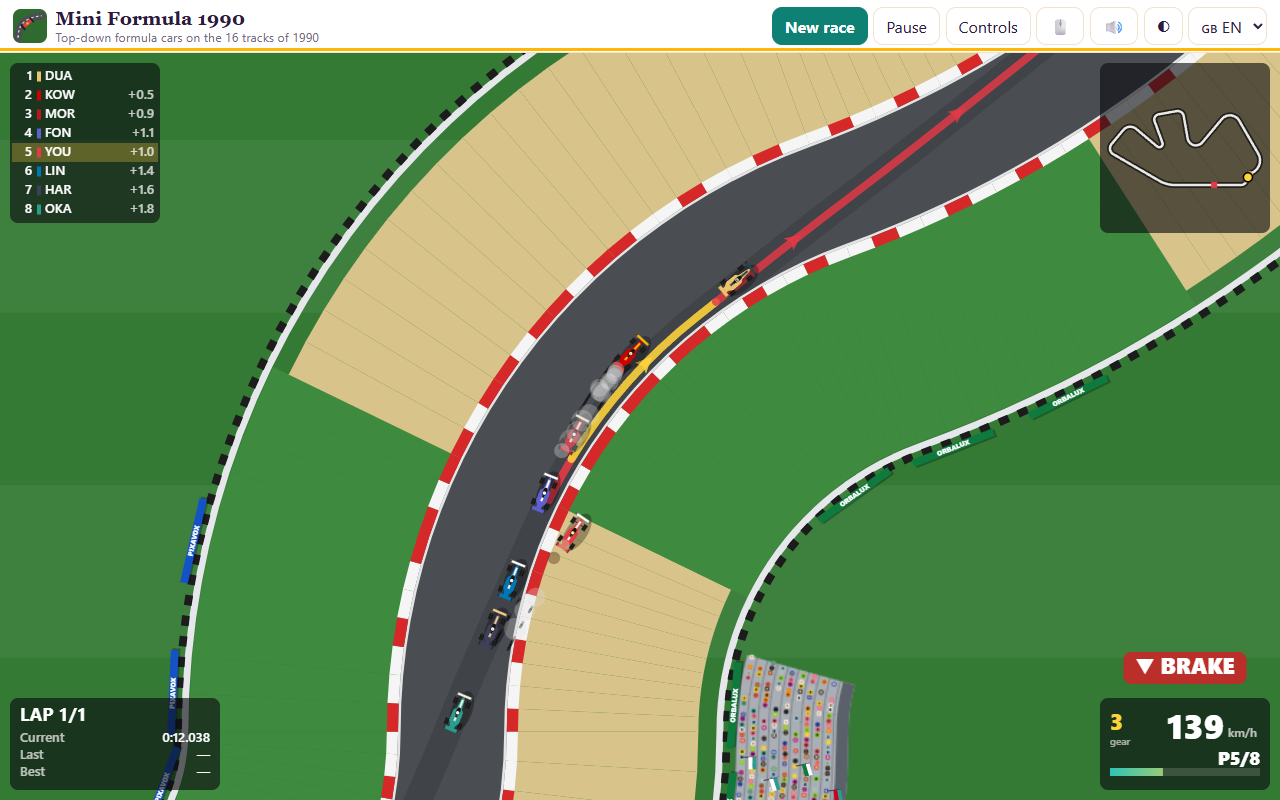 Mini Formula 1990
Top-down formula cars on the 16 tracks of 1990
New race
Pause
Controls
GB EN
1 DUA
2 KOW +0.5
3 MOR +0.9
4 FON +1.1
5 YOU +1.0
6 LIN +1.4
7 HAR +1.6
8 OKA +1.8
ORBALUX
ORBALUX
ORBALUX
PIXAVOX
PIXAVOX
ORBALUX
PIXAVOX
▼ BRAKE
LAP 1/1
Current 0:12.038
Last —
Best —
3 gear
139 km/h
P5/8